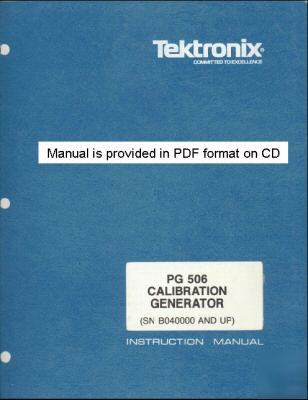 Tektronix®
COMMITTED TO EXCELLENCE
Manual is provided in PDF format on CD
PG 506
CALIBRATION
GENERATOR
(SN B040000 AND UP)
INSTRUCTION MANUAL